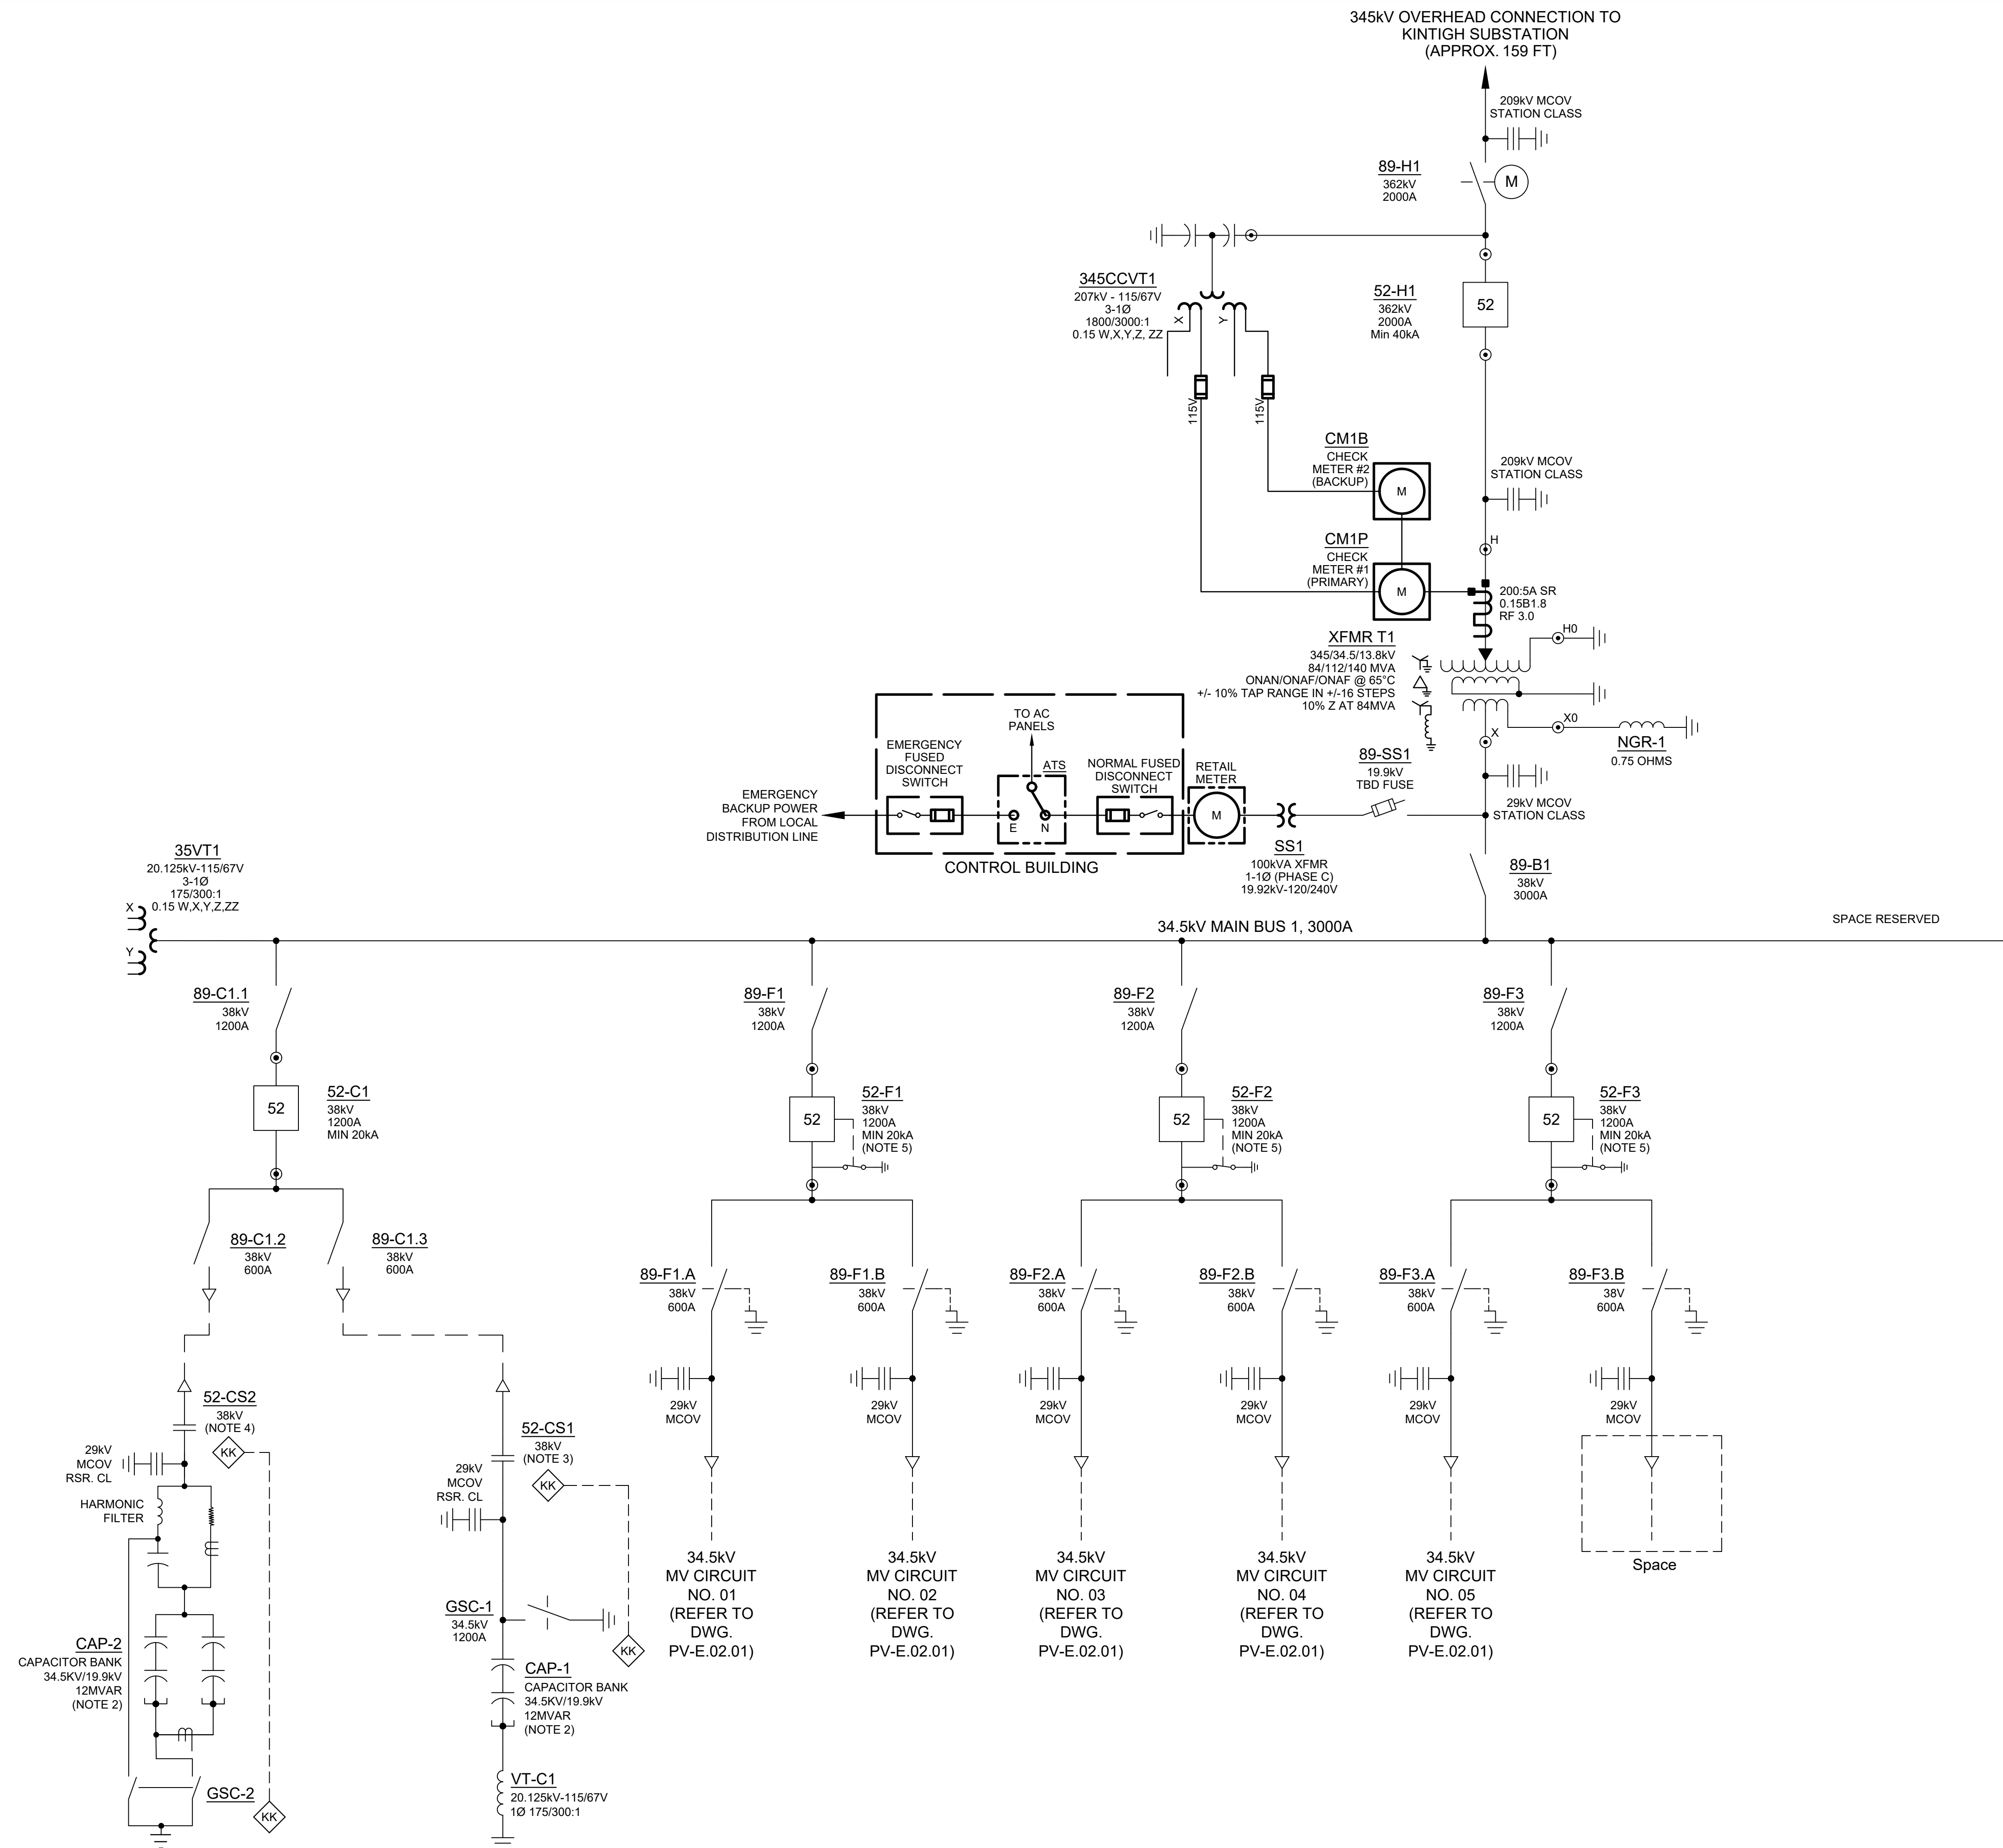 345kV OVERHEAD CONNECTION TO
KINTIGH SUBSTATION
(APPROX. 159 FT)
209kV MCOV
STATION CLASS
89-H1
362kV
2000A
M
345CCVT1
207kV - 115/67V
3-1Ø
1800/3000:1
0.15 W,X,Y,Z, ZZ
X
Y
115V
115V
52-H1
362kV
2000A
Min 40kA
52
CM1B
CHECK
METER #2
(BACKUP)
M
209kV MCOV
STATION CLASS
H
CM1P
CHECK
METER #1
(PRIMARY)
M
200:5A SR
0.15B1.8
RF 3.0
H0
XFMR T1
345/34.5/13.8kV
84/112/140 MVA
ONAN/ONAF/ONAF @ 65°C
+/- 10% TAP RANGE IN +/-16 STEPS
10% Z AT 84MVA
X0
X
NGR-1
0.75 OHMS
29kV MCOV
STATION CLASS
89-SS1
19.9kV
TBD FUSE
TO AC
PANELS
EMERGENCY
FUSED
DISCONNECT
SWITCH
ATS
E
N
NORMAL FUSED
DISCONNECT
SWITCH
RETAIL
METER
M
EMERGENCY
BACKUP POWER
FROM LOCAL
DISTRIBUTION LINE
CONTROL BUILDING
SS1
100kVA XFMR
1-1Ø (PHASE C)
19.92kV-120/240V
89-B1
38kV
3000A
35VT1
20.125kV-115/67V
3-1Ø
175/300:1
0.15 W,X,Y,Z,ZZ
X
Y
34.5kV MAIN BUS 1, 3000A
SPACE RESERVED
89-C1.1
38kV
1200A
89-F1
38kV
1200A
89-F2
38kV
1200A
89-F3
38kV
1200A
52
52-C1
38kV
1200A
MIN 20kA
52
52-F1
38kV
1200A
MIN 20kA
(NOTE 5)
52
52-F2
38kV
1200A
MIN 20kA
(NOTE 5)
52
52-F3
38kV
1200A
MIN 20kA
(NOTE 5)
89-C1.2
38kV
600A
89-C1.3
38kV
600A
89-F1.A
38kV
600A
89-F1.B
38kV
600A
89-F2.A
38kV
600A
89-F2.B
38kV
600A
89-F3.A
38kV
600A
89-F3.B
38V
600A
29kV
MCOV
29kV
MCOV
29kV
MCOV
29kV
MCOV
29kV
MCOV
29kV
MCOV
52-CS2
38kV
(NOTE 4)
KK
29kV
MCOV
RSR. CL
HARMONIC
FILTER
52-CS1
38kV
(NOTE 3)
KK
29kV
MCOV
RSR. CL
GSC-1
34.5kV
1200A
KK
CAP-2
CAPACITOR BANK
34.5KV/19.9kV
12MVAR
(NOTE 2)
CAP-1
CAPACITOR BANK
34.5KV/19.9kV
12MVAR
(NOTE 2)
GSC-2
KK
VT-C1
20.125kV-115/67V
1Ø 175/300:1
34.5kV
MV CIRCUIT
NO. 01
(REFER TO
DWG.
PV-E.02.01)
34.5kV
MV CIRCUIT
NO. 02
(REFER TO
DWG.
PV-E.02.01)
34.5kV
MV CIRCUIT
NO. 03
(REFER TO
DWG.
PV-E.02.01)
34.5kV
MV CIRCUIT
NO. 04
(REFER TO
DWG.
PV-E.02.01)
34.5kV
MV CIRCUIT
NO. 05
(REFER TO
DWG.
PV-E.02.01)
Space